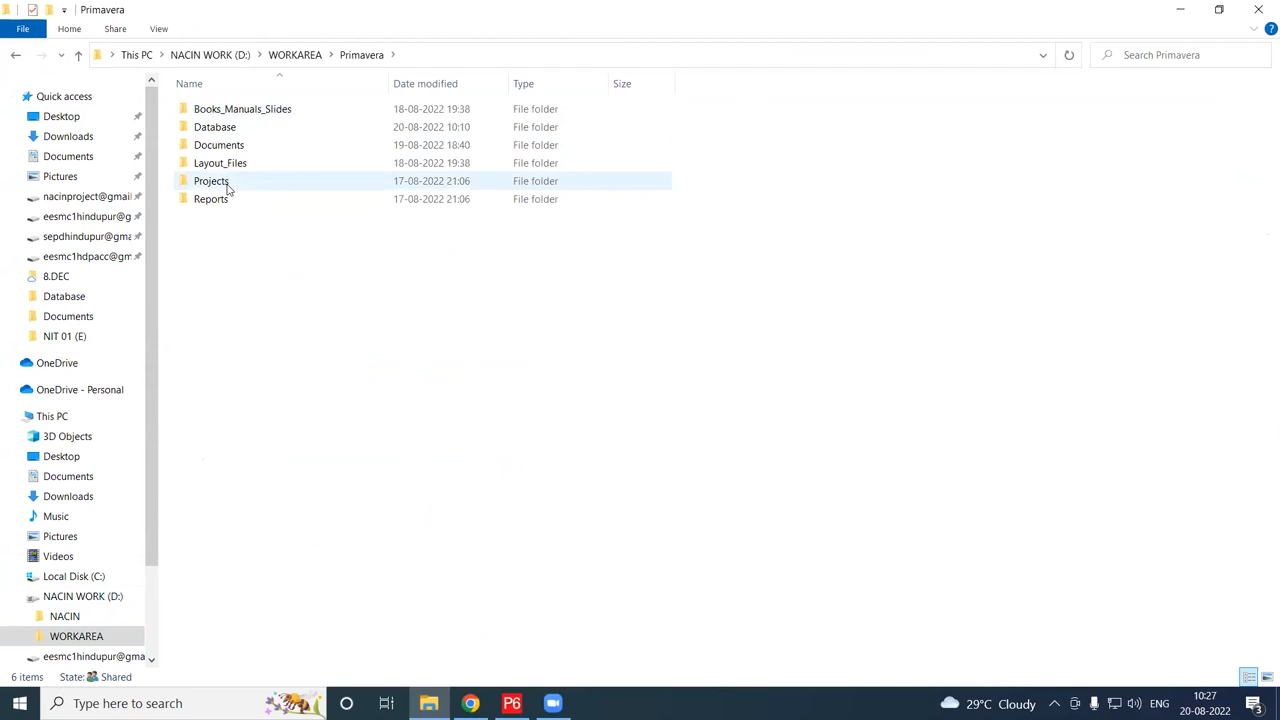 Primavera
File Home Share View
This PC NACIN WORK (D:) WORKAREA Primavera Search Primavera
Name Date modified Type Size
Books_Manuals_Slides 18-08-2022 19:38 File folder
Database 20-08-2022 10:10 File folder
Documents 19-08-2022 18:40 File folder
Layout_Files 18-08-2022 19:38 File folder
Projects 17-08-2022 21:06 File folder
Reports 17-08-2022 21:06 File folder
Quick access
Desktop
Downloads
Documents
Pictures
nacinproject@gmail
eesmc1hindupur@g
sepdhindupur@gma
eesmc1hdpacc@gm
8.DEC
Database
Documents
NIT 01 (E)
OneDrive
OneDrive - Personal
This PC
3D Objects
Desktop
Documents
Downloads
Music
Pictures
Videos
Local Disk (C:)
NACIN WORK (D:)
NACIN
WORKAREA
eesmc1hindupur@gma
6 items State: Shared
Type here to search P6 29°C Cloudy ENG 10:27
20-08-2022 3